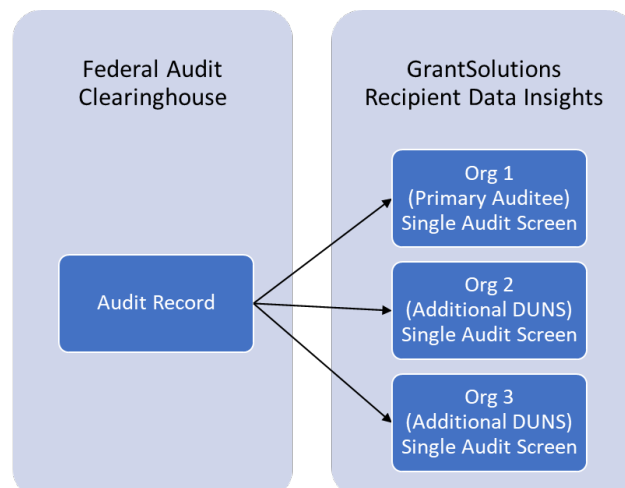 Federal Audit
Clearinghouse
Audit Record
GrantSolutions
Recipient Data Insights
Org 1
(Primary Auditee)
Single Audit Screen
Org 2
(Additional DUNS)
Single Audit Screen
Org 3
(Additional DUNS)
Single Audit Screen